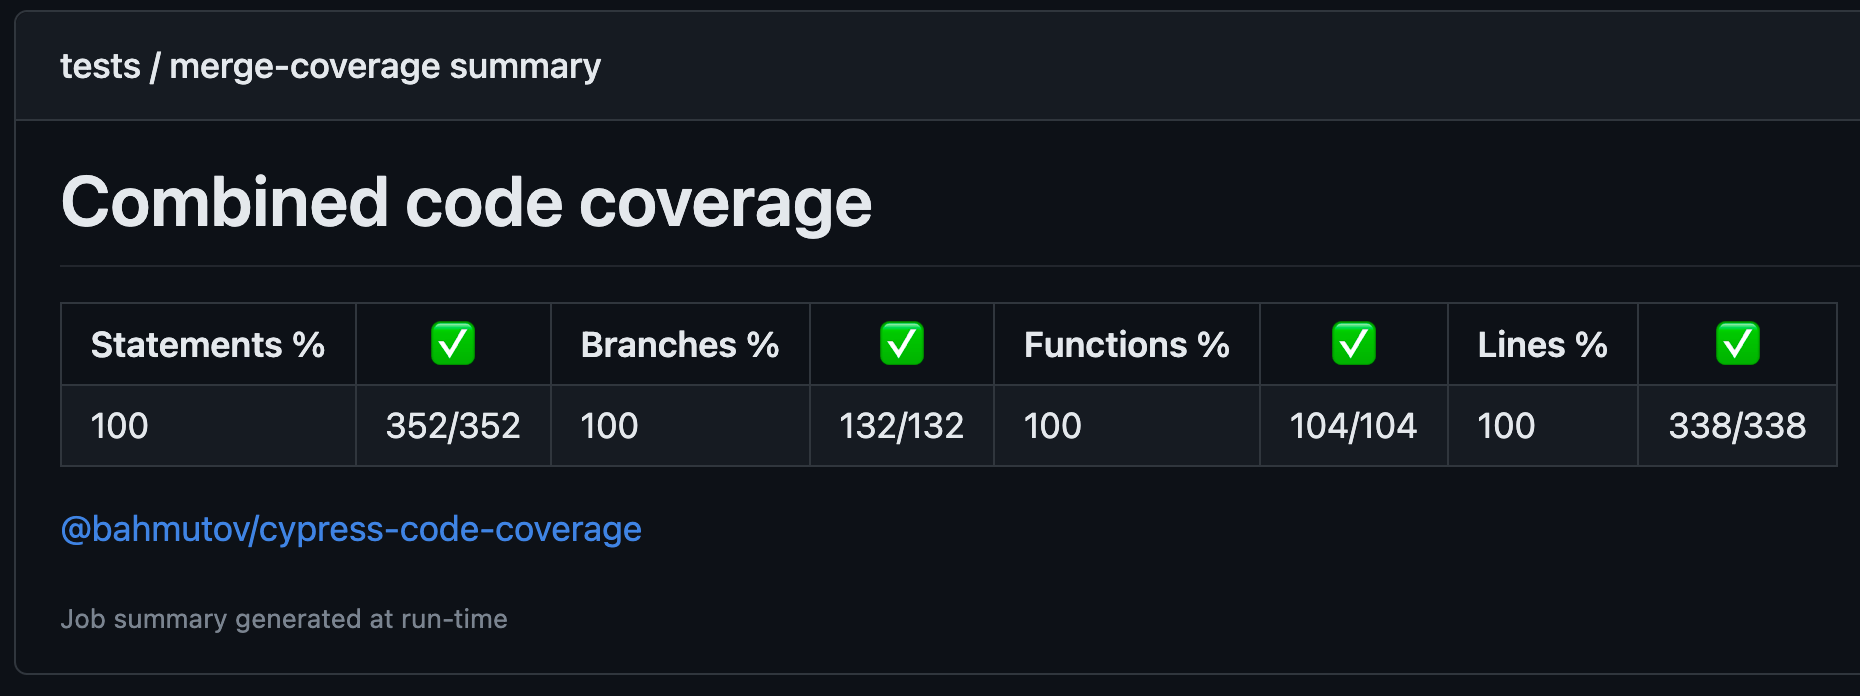 tests / merge-coverage summary
Combined code coverage
Statements % ✅ Branches % ✅ Functions % ✅ Lines % ✅
100 352/352 100 132/132 100 104/104 100 338/338
@bahmutov/cypress-code-coverage
Job summary generated at run-time